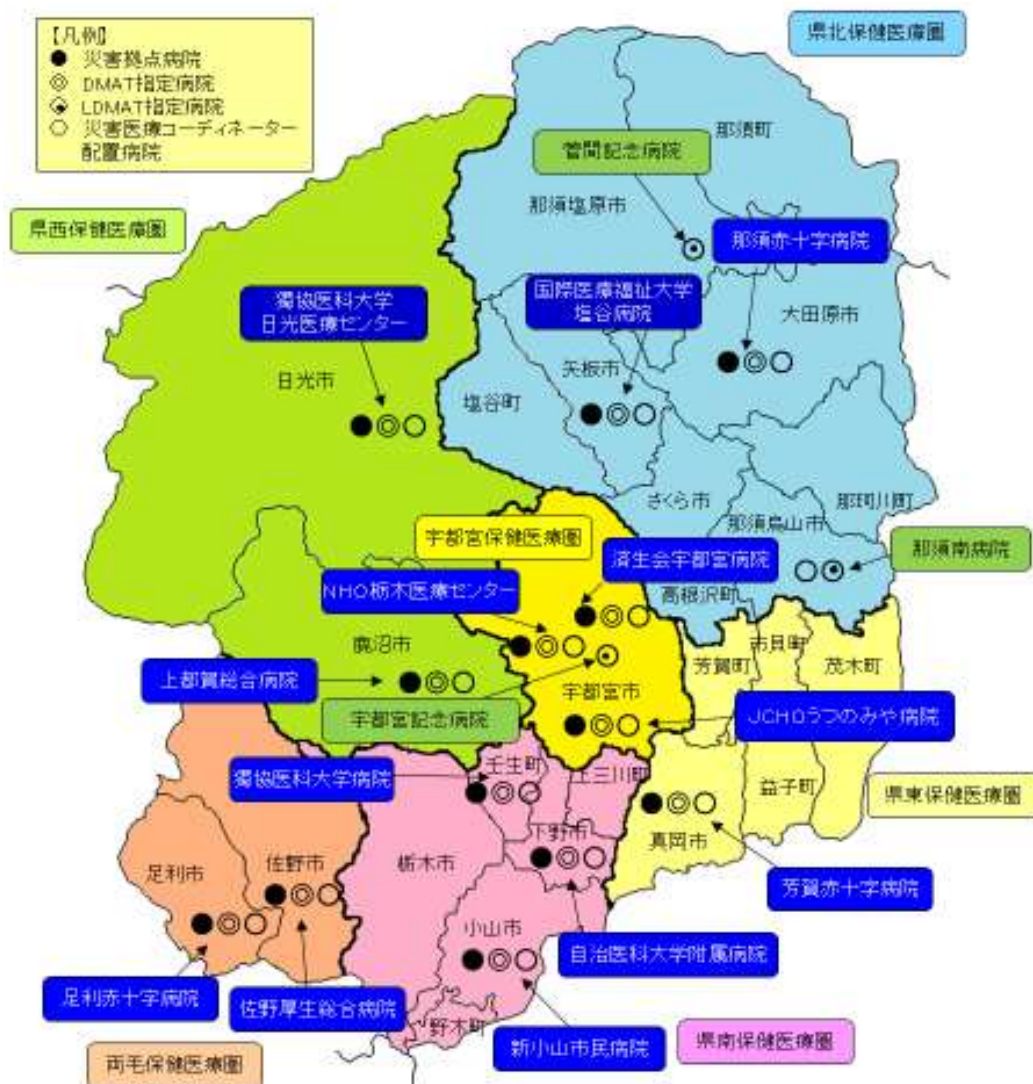 【凡例】
● 災害拠点病院
◎ DMAT指定病院
LDMAT指定病院
○ 災害医療コーディネーター
配置病院
県北保健医療圏
那須町
菅間記念病院
那須塩原市
県西保健医療圏
那須赤十字病院
国際医療福祉大学
塩谷病院
獨協医科大学
日光医療センター
大田原市
矢板市
日光市
塩谷町
さくら市
那珂川町
那須烏山市
宇都宮保健医療圏
済生会宇都宮病院
那須南病院
NHO栃木医療センター
高根沢町
市貝町
芳賀町
茂木町
鹿沼市
上都賀総合病院
宇都宮市
宇都宮記念病院
JCHOうつのみや病院
獨協医科大学病院
壬生町
上三川町
益子町
県東保健医療圏
下野市
真岡市
足利市
佐野市
栃木市
芳賀赤十字病院
小山市
自治医科大学附属病院
足利赤十字病院
佐野厚生総合病院
野木町
新小山市民病院
県南保健医療圏
両毛保健医療圏